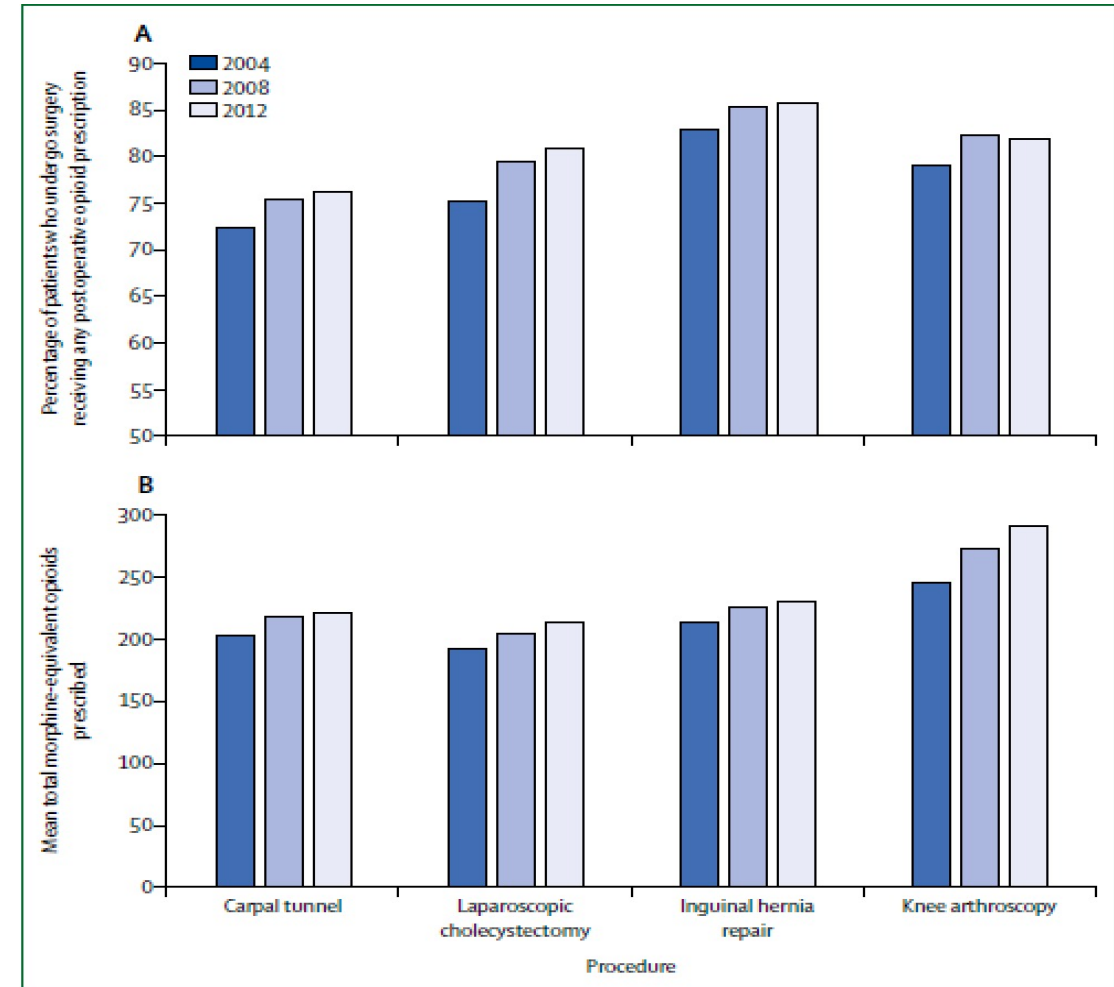 A
2004
2008
2012
Percentage of patients who undergo surgery
receiving any postoperative opioid prescription
90
85
80
75
70
65
60
55
50
B
Mean total morphine-equivalent opioids
prescribed
300
250
200
150
100
50
0
Carpal tunnel
Laparoscopic
cholecystectomy
Inguinal hernia
repair
Knee arthroscopy
Procedure